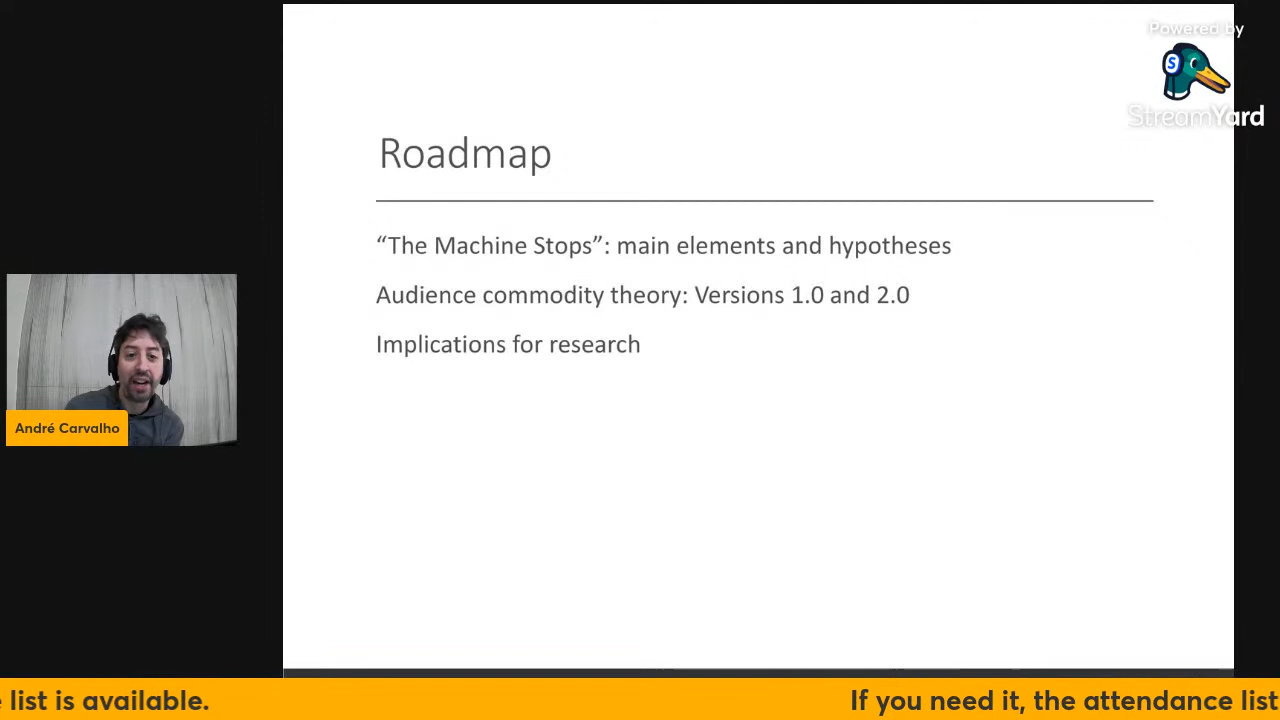 Powered by
StreamYard
Roadmap
“The Machine Stops”: main elements and hypotheses
Audience commodity theory: Versions 1.0 and 2.0
Implications for research
André Carvalho
list is available.
If you need it, the attendance list